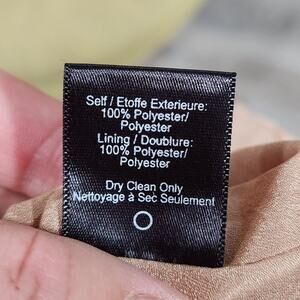 Self / Etoffe Exterieure:
100% Polyester/
Polyester
Lining / Doublure:
100% Polyester/
Polyester
Dry Clean Only
Nettoyage à Sec Seulement